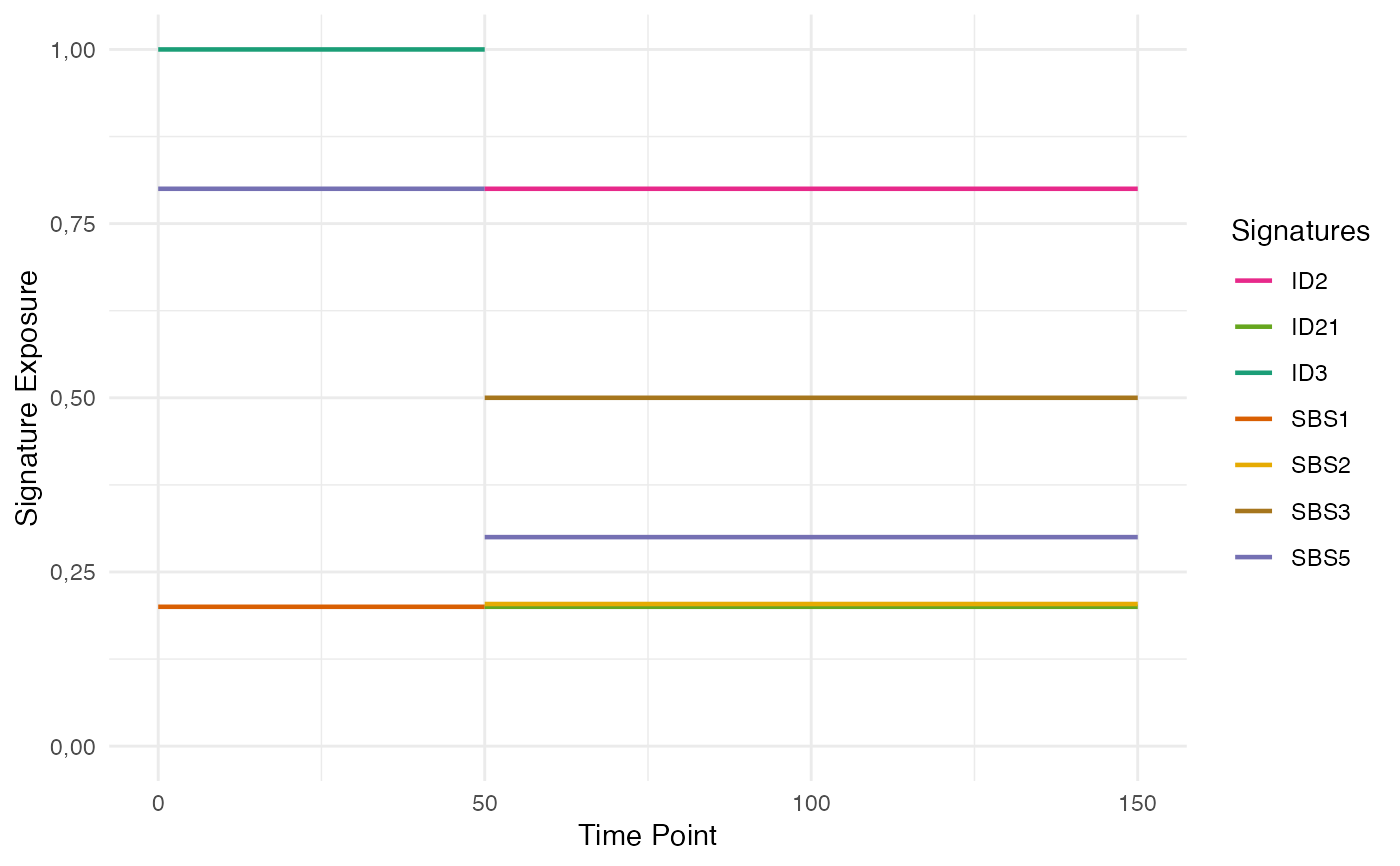 1,00
0,75
0,50
0,25
0,00
Signature Exposure
0 50 100 150
Time Point
Signatures
ID2
ID21
ID3
SBS1
SBS2
SBS3
SBS5